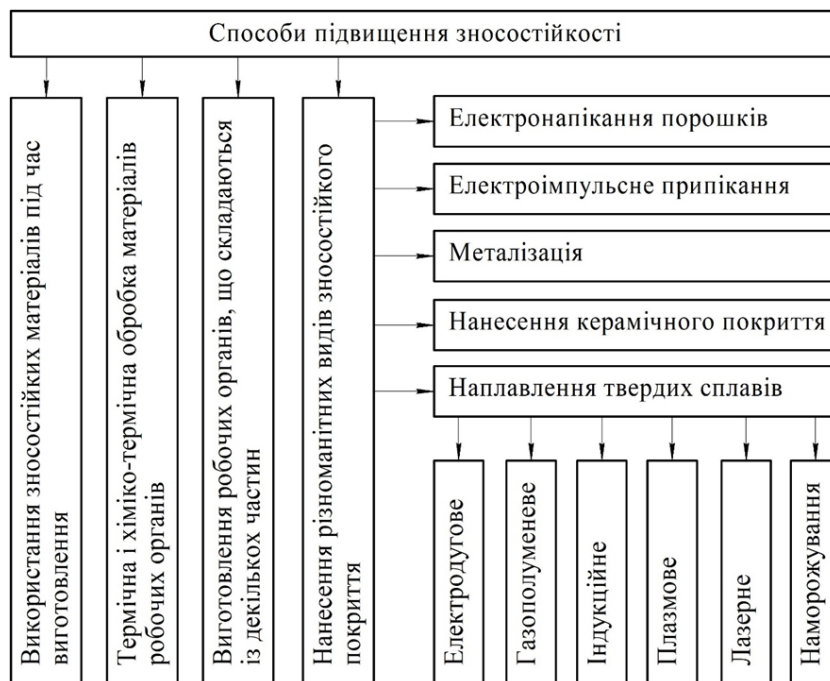 Способи підвищення зносостійкості
Використання зносостійких матеріалів під час
виготовлення
Термічна і хіміко-термічна обробка матеріалів
робочих органів
Виготовлення робочих органів, що складаються
із декількох частин
Нанесення різноманітних видів зносостійкого
покриття
Електронапікання порошків
Електроімпульсне припікання
Металізація
Нанесення керамічного покриття
Наплавлення твердих сплавів
Електродугове
Газополуменеве
Індукційне
Плазмове
Лазерне
Наморожування